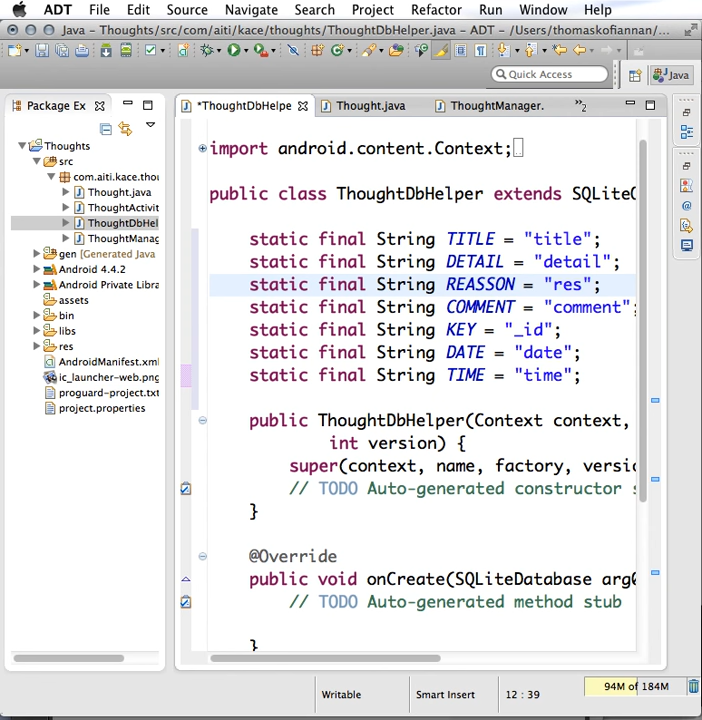 ADT File Edit Source Navigate Search Project Refactor Run Window Help
Java – Thoughts/src/com/aiti/kace/thoughts/ThoughtDbHelper.java – ADT – /Users/thomaskofiannan/...
Quick Access
Java
Package Ex
*ThoughtDbHelpe
Thought.java
ThoughtManager.
»2
Thoughts
src
com.aiti.kace.thou
Thought.java
ThoughtActivit
ThoughtDbHel
ThoughtManag
gen [Generated Java
Android 4.4.2
Android Private Libra
assets
bin
libs
res
AndroidManifest.xml
ic_launcher-web.png
proguard-project.txt
project.properties
import android.content.Context;
public class ThoughtDbHelper extends SQLiteO
static final String TITLE = "title";
static final String DETAIL = "detail";
static final String REASSON = "res";
static final String COMMENT = "comment";
static final String KEY = "_id";
static final String DATE = "date";
static final String TIME = "time";
public ThoughtDbHelper(Context context,
int version) {
super(context, name, factory, versio
// TODO Auto-generated constructor s
}
@Override
public void onCreate(SQLiteDatabase arg0
// TODO Auto-generated method stub
}
Writable
Smart Insert
12 : 39
94M of 184M